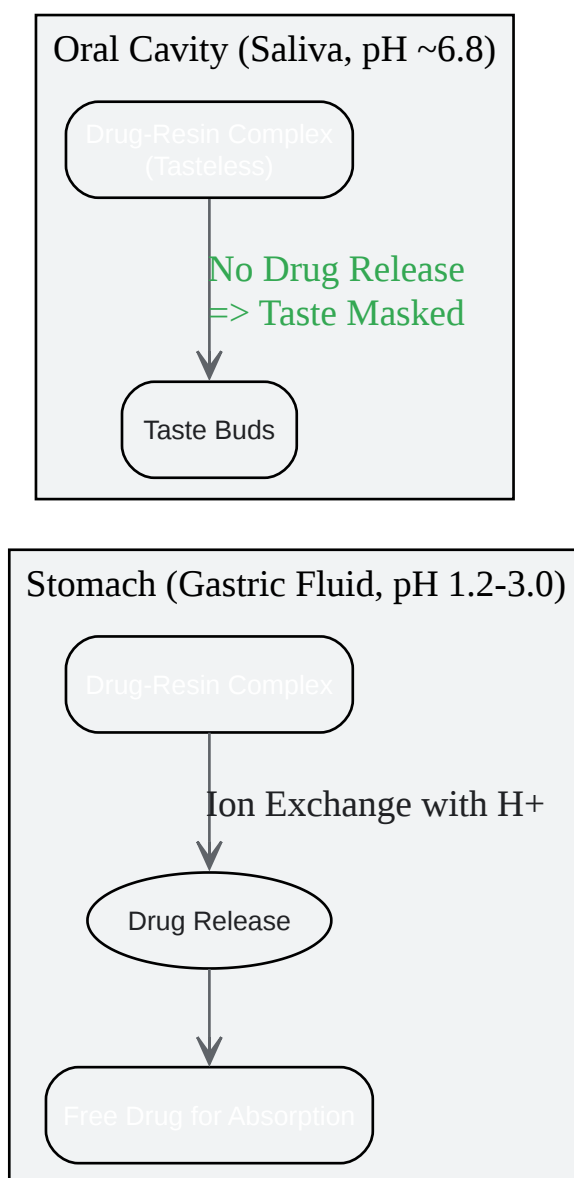 Oral Cavity (Saliva, pH ~6.8)
Drug-Resin Complex
(Tasteless)
No Drug Release
=> Taste Masked
Taste Buds
Stomach (Gastric Fluid, pH 1.2-3.0)
Drug-Resin Complex
Ion Exchange with H+
Drug Release
Free Drug for Absorption